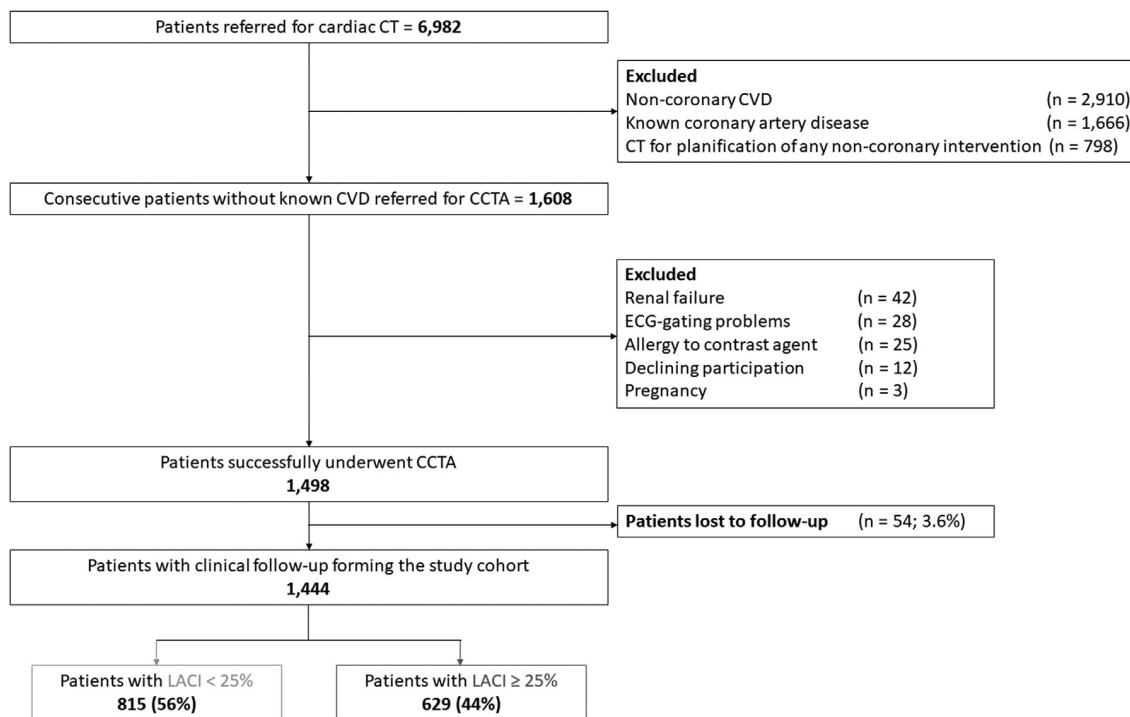 Patients referred for cardiac CT = 6,982
Excluded
Non-coronary CVD (n = 2,910)
Known coronary artery disease (n = 1,666)
CT for planification of any non-coronary intervention (n = 798)
Consecutive patients without known CVD referred for CCTA = 1,608
Excluded
Renal failure (n = 42)
ECG-gating problems (n = 28)
Allergy to contrast agent (n = 25)
Declining participation (n = 12)
Pregnancy (n = 3)
Patients successfully underwent CCTA
1,498
Patients lost to follow-up (n = 54; 3.6%)
Patients with clinical follow-up forming the study cohort
1,444
Patients with LACI < 25%
815 (56%)
Patients with LACI ≥ 25%
629 (44%)